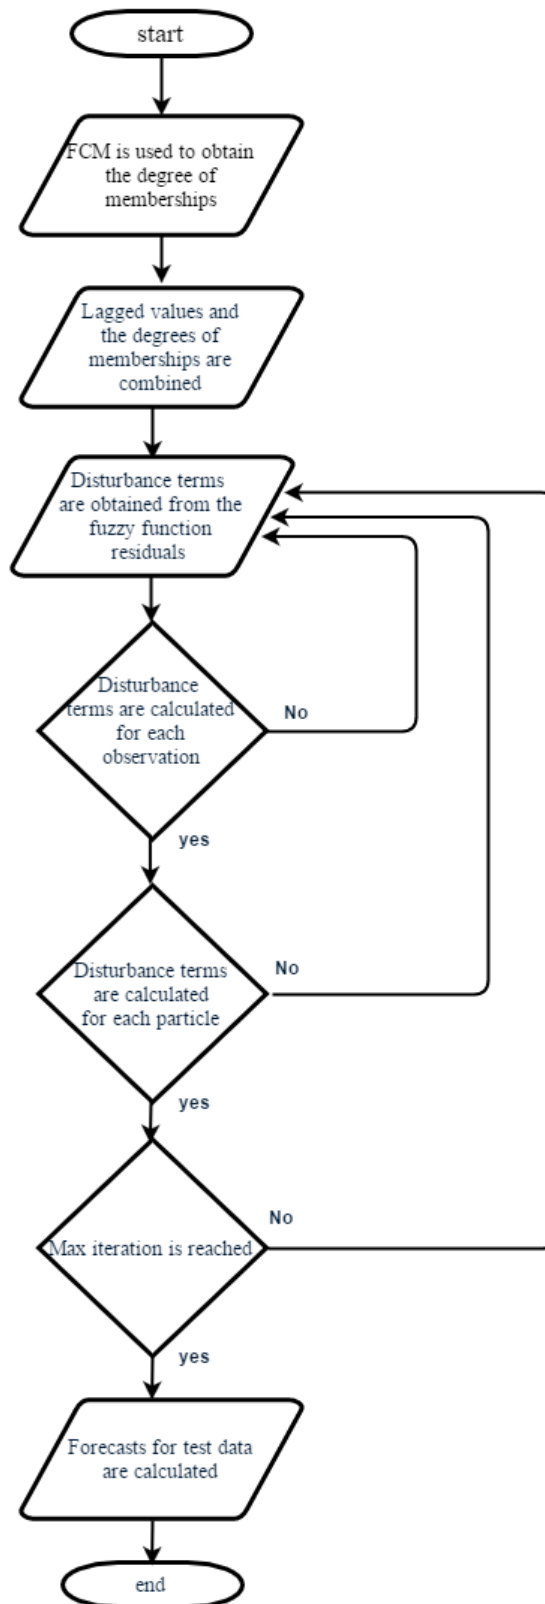 start
FCM is used to obtain
the degree of
memberships
Lagged values and
the degrees of
memberships are
combined
Disturbance terms
are obtained from the
fuzzy function
residuals
Disturbance
terms are calculated
for each
observation
No
yes
Disturbance terms
are calculated
for each particle
No
yes
Max iteration is reached
No
yes
Forecasts for test data
are calculated
end